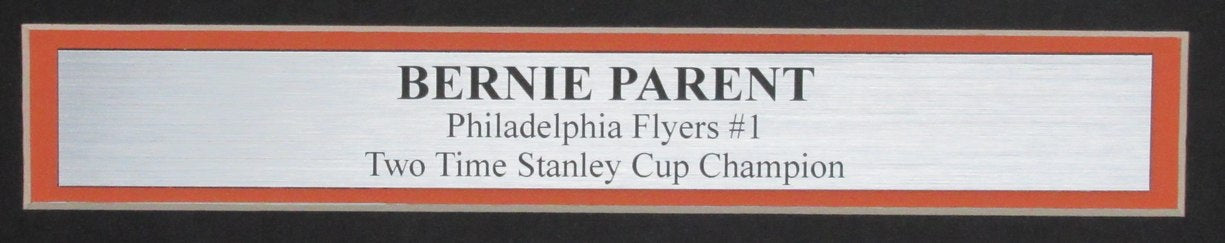 BERNIE PARENT
Philadelphia Flyers #1
Two Time Stanley Cup Champion